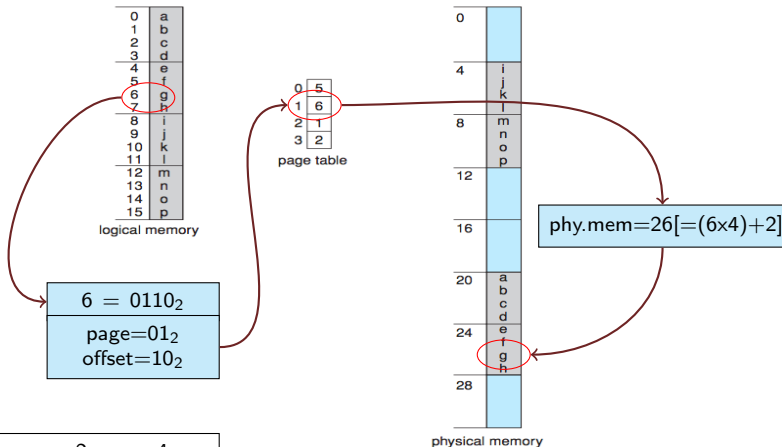 0 a
1 b
2 c
3 d
4 e
5 f
6 g
7 h
8 i
9 j
10 k
11 l
12 m
13 n
14 o
15 p
logical memory
0 5
1 6
2 1
3 2
page table
0
4 i
j
k
l
8 m
n
o
p
12
16
20 a
b
c
d
24 e
f
g
h
28
physical memory
6 = 0110₂
page=01₂
offset=10₂
phy.mem=26[=(6×4)+2]